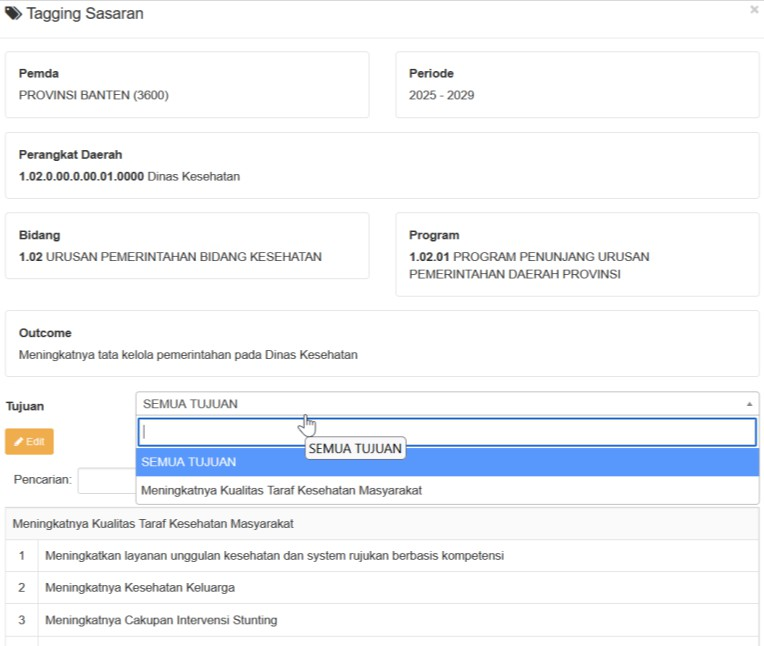 Tagging Sasaran
×
Pemda
PROVINSI BANTEN (3600)
Periode
2025 - 2029
Perangkat Daerah
1.02.0.00.0.00.01.0000 Dinas Kesehatan
Bidang
1.02 URUSAN PEMERINTAHAN BIDANG KESEHATAN
Program
1.02.01 PROGRAM PENUNJANG URUSAN
PEMERINTAHAN DAERAH PROVINSI
Outcome
Meningkatnya tata kelola pemerintahan pada Dinas Kesehatan
Tujuan
SEMUA TUJUAN
Edit
SEMUA TUJUAN
SEMUA TUJUAN
Pencarian:
Meningkatnya Kualitas Taraf Kesehatan Masyarakat
Meningkatnya Kualitas Taraf Kesehatan Masyarakat
1 Meningkatkan layanan unggulan kesehatan dan system rujukan berbasis kompetensi
2 Meningkatnya Kesehatan Keluarga
3 Meningkatnya Cakupan Intervensi Stunting